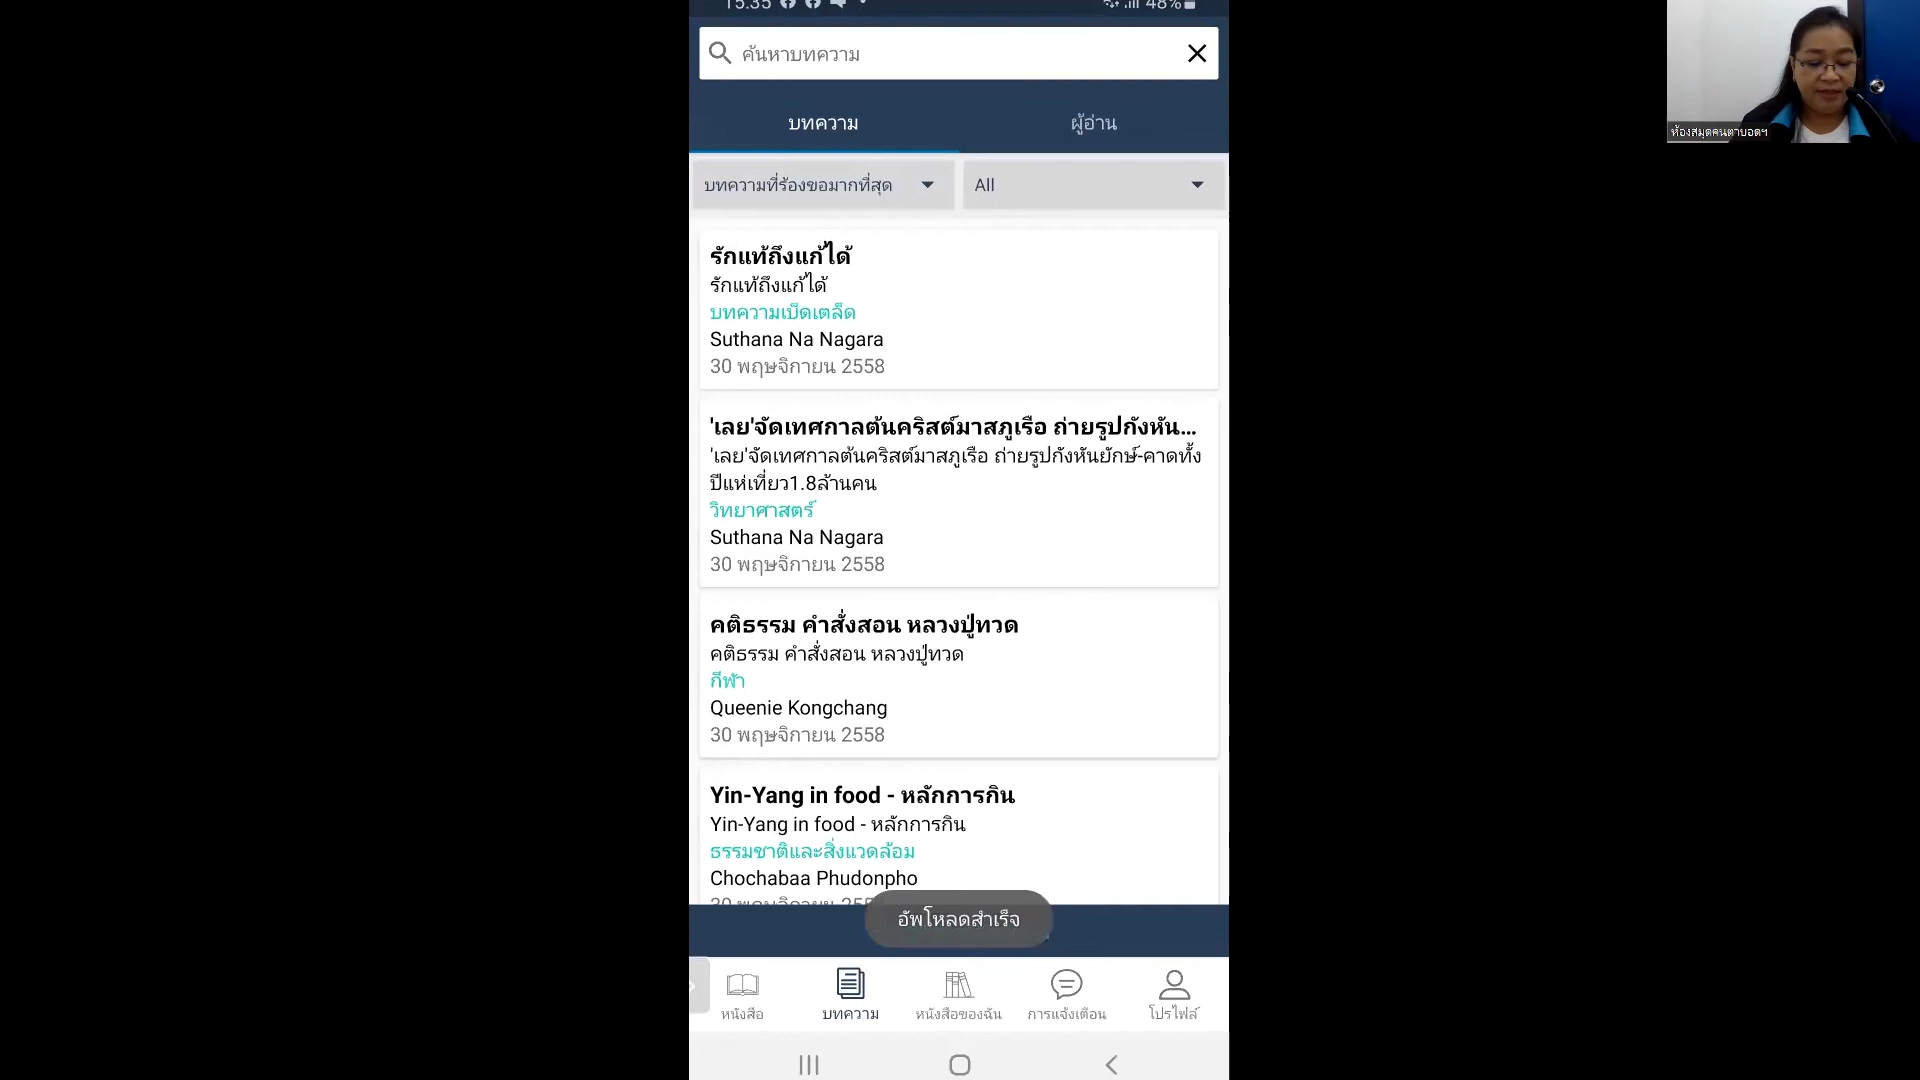 15.35
48%
ค้นหาบทความ
ห้องสมุดคนตาบอดฯ
บทความ
ผู้อ่าน
บทความที่ร้องขอมากที่สุด
All
รักแท้ถึงแก้ได้
รักแท้ถึงแก้ได้
บทความเบ็ดเตล็ด
Suthana Na Nagara
30 พฤษจิกายน 2558
'เลย'จัดเทศกาลต้นคริสต์มาสภูเรือ ถ่ายรูปกังหัน...
'เลย'จัดเทศกาลต้นคริสต์มาสภูเรือ ถ่ายรูปกังหันยักษ์-คาดทั้ง
ปีแห่เที่ยว1.8ล้านคน
วิทยาศาสตร์
Suthana Na Nagara
30 พฤษจิกายน 2558
คติธรรม คำสั่งสอน หลวงปู่ทวด
คติธรรม คำสั่งสอน หลวงปู่ทวด
กีฬา
Queenie Kongchang
30 พฤษจิกายน 2558
Yin-Yang in food - หลักการกิน
Yin-Yang in food - หลักการกิน
ธรรมชาติและสิ่งแวดล้อม
Chochabaa Phudonpho
อัพโหลดสำเร็จ
หนังสือ
บทความ
หนังสือของฉัน
การแจ้งเตือน
โปรไฟล์